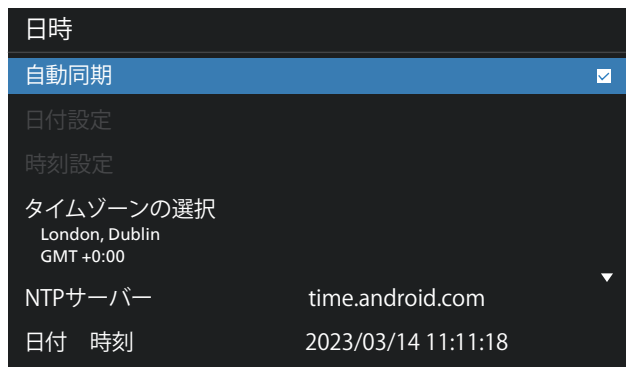 日時
自動同期
日付設定
時刻設定
タイムゾーンの選択
London, Dublin
GMT +0:00
NTPサーバー time.android.com
日付　時刻 2023/03/14 11:11:18